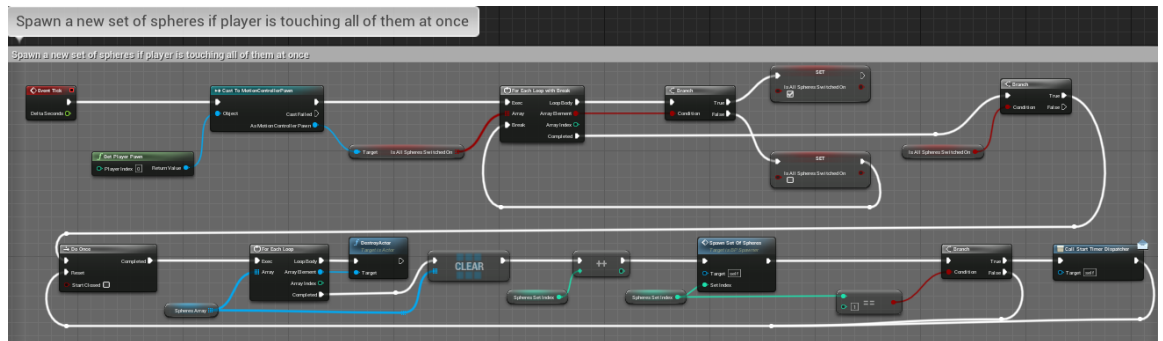 Spawn a new set of spheres if player is touching all of them at once
Spawn a new set of spheres if player is touching all of them at once
Event Tick
Delta Seconds
Cast To MotionControllerPawn
Object
Cast Failed
As Motion Controller Pawn
Get Player Pawn
Player Index 0
Return Value
Target
Is All Spheres Switched On
For Each Loop with Break
Exec
Loop Body
Array
Array Element
Break
Array Index
Completed
Branch
True
Condition
False
SET
Is All Spheres Switched On
SET
Is All Spheres Switched On
Is All Spheres Switched On
Branch
True
Condition
False
Do Once
Completed
Reset
Start Closed
Spheres Array
For Each Loop
Exec
Loop Body
Array
Array Element
Array Index
Completed
DestroyActor
Target is Actor
Target
CLEAR
Spheres Set Index
++
Spheres Set Index
Spawn Set Of Spheres
Target self
Set Index
1
==
Branch
True
Condition
False
Call Start Timer Dispatcher
Target self